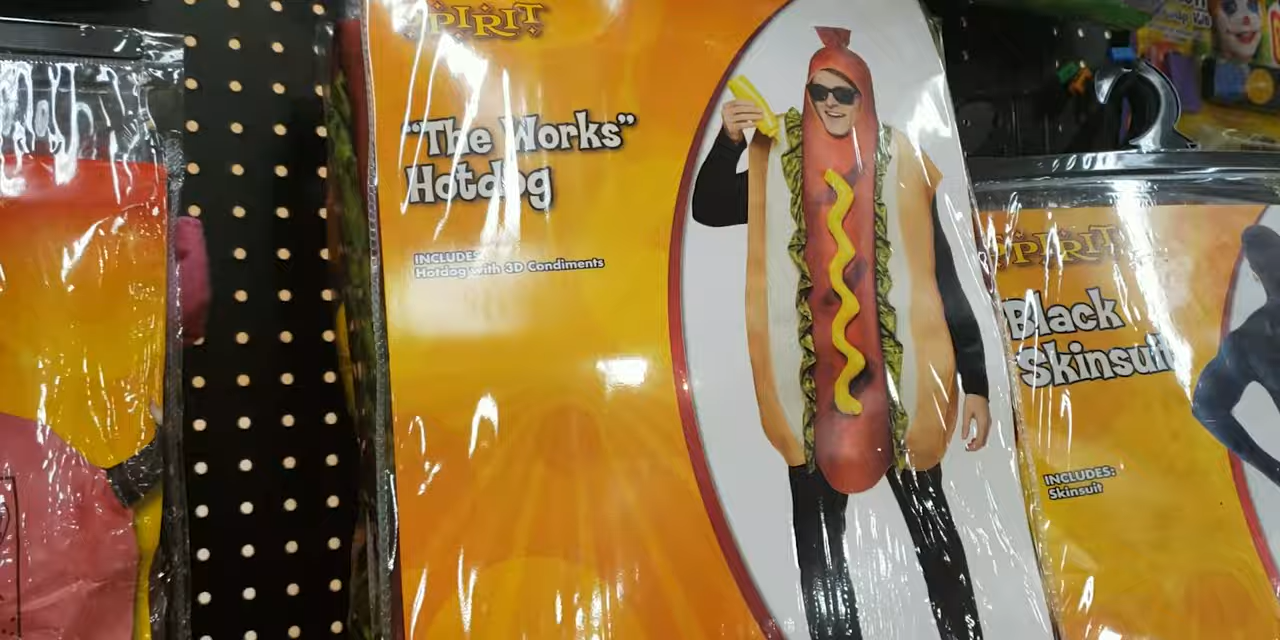 SPIRIT
"The Works"
Hotdog
INCLUDES:
Hotdog with 3D Condiments
SPIRIT
Black
Skinsuit
INCLUDES:
Skinsuit